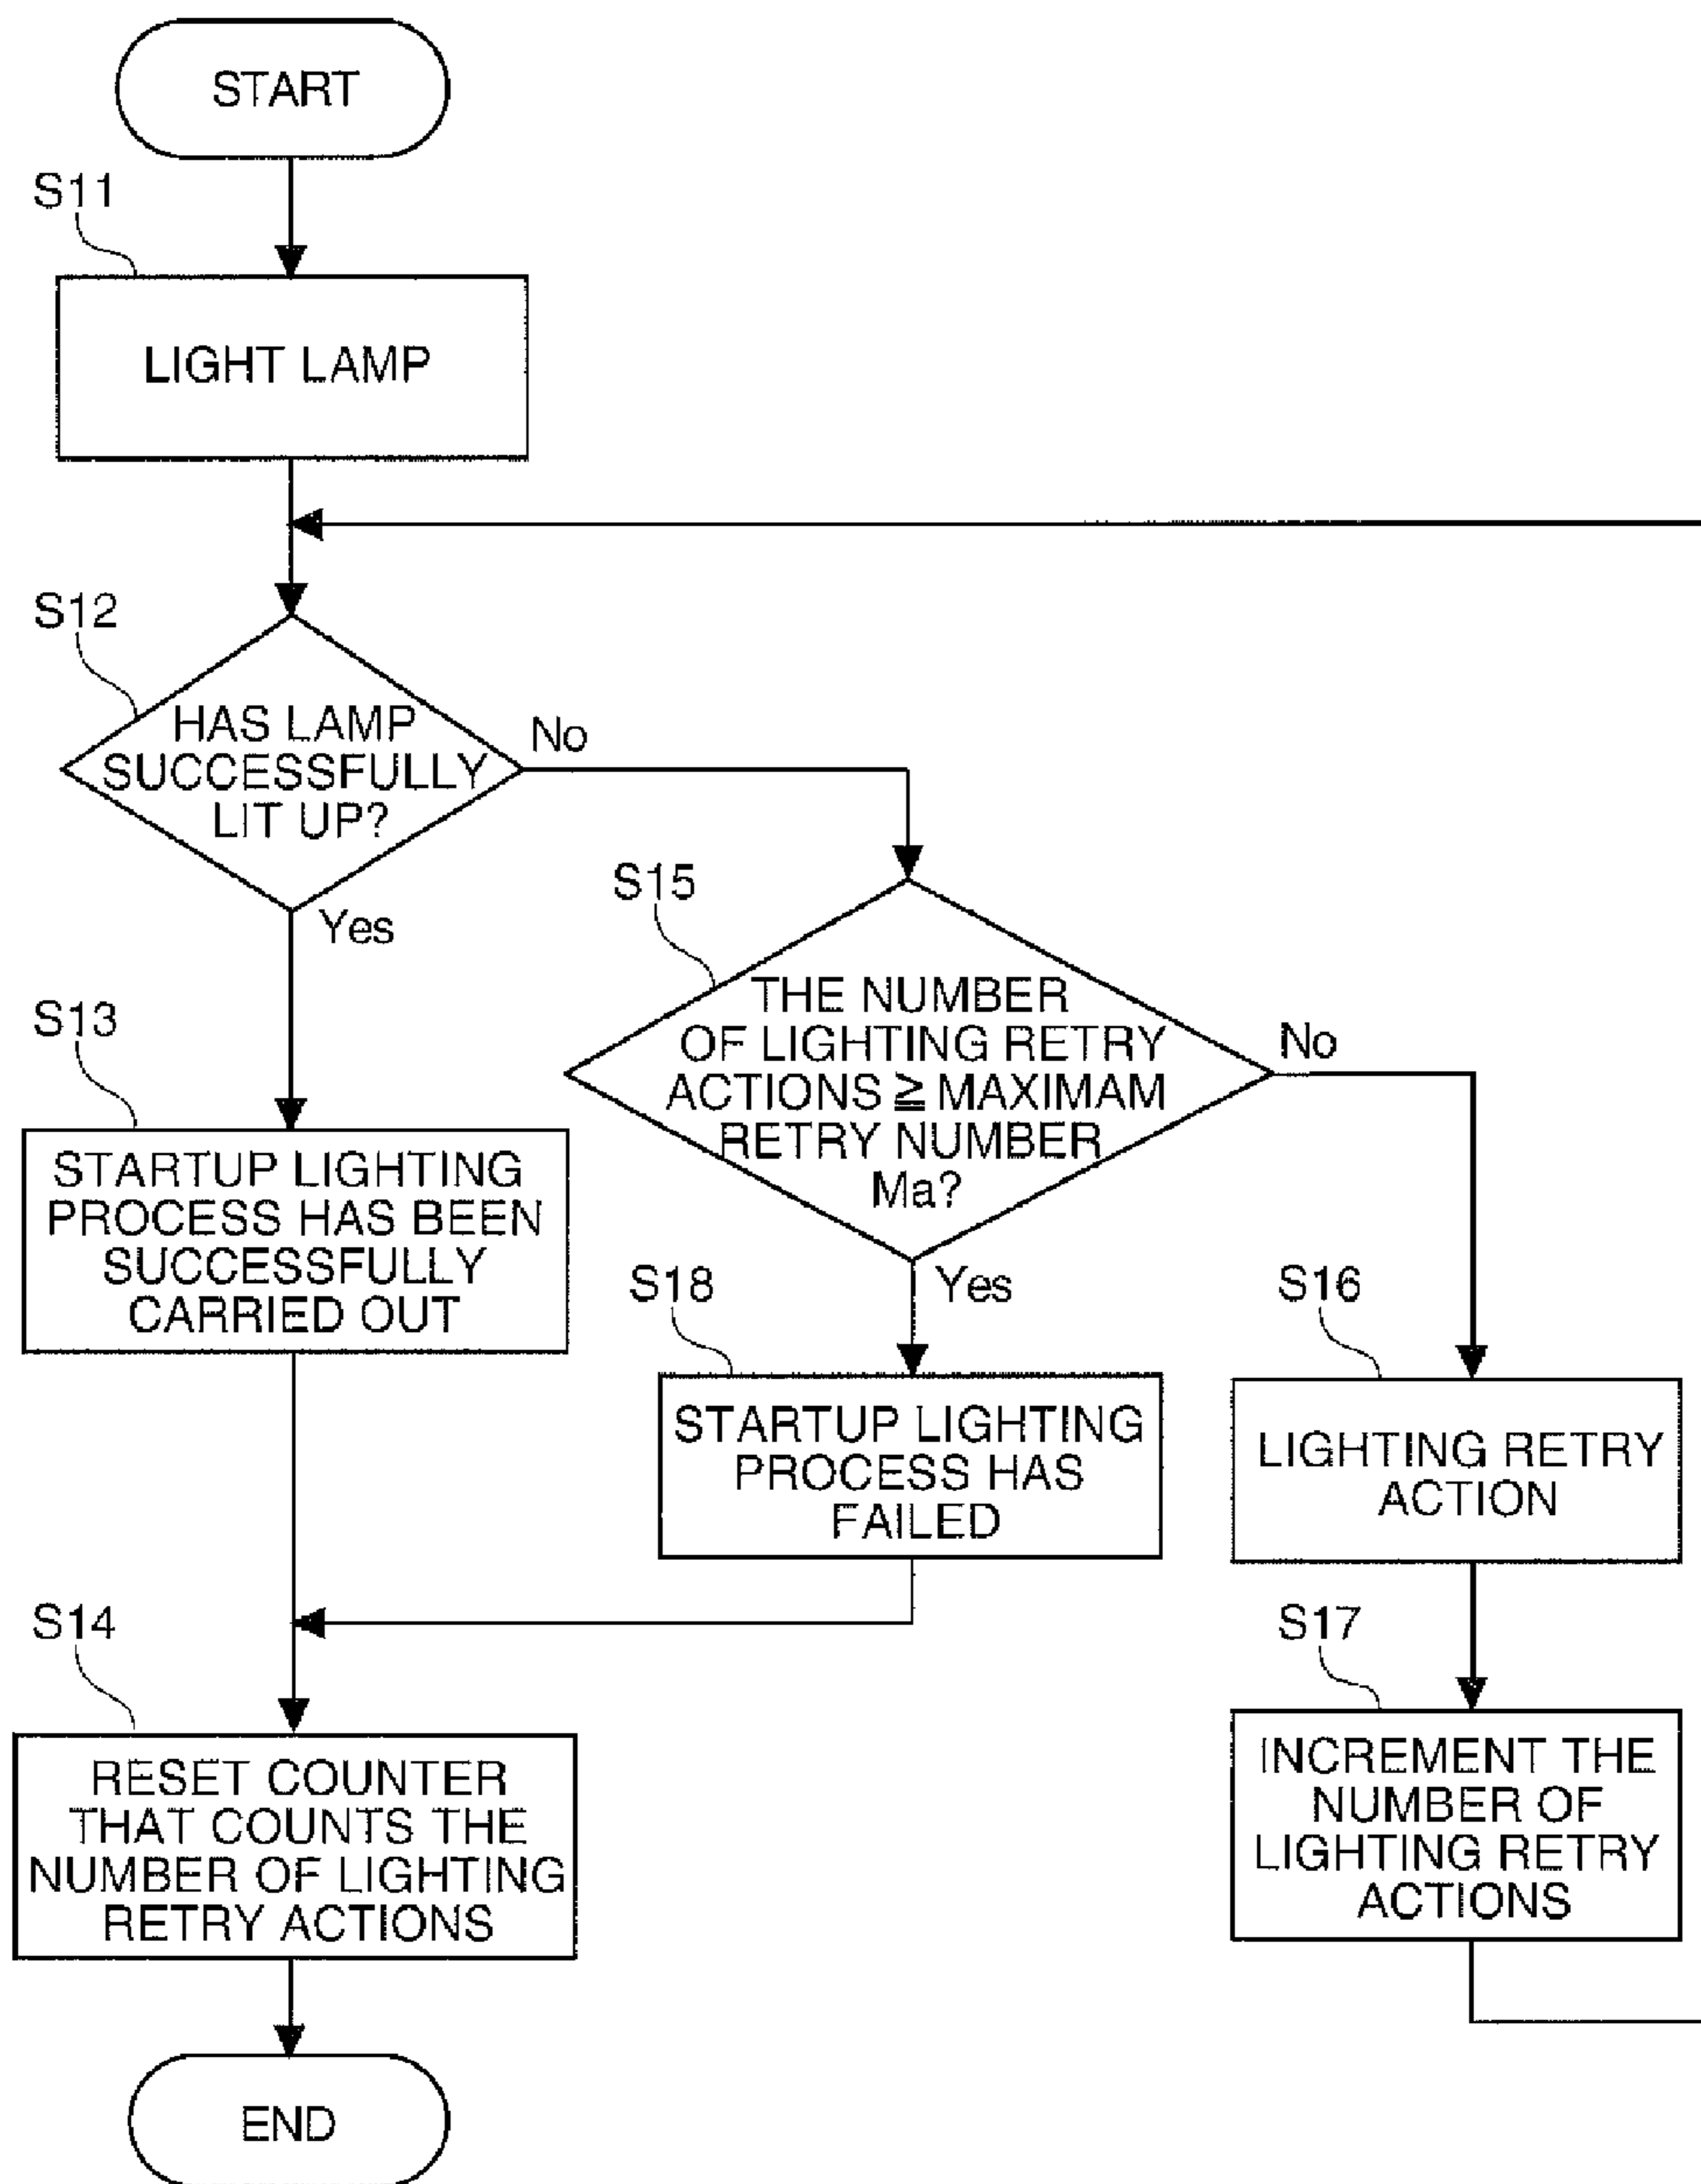 START
S11
LIGHT LAMP
S12
HAS LAMP
SUCCESSFULLY
LIT UP?
No
Yes
S15
THE NUMBER
OF LIGHTING RETRY
ACTIONS ≧ MAXIMAM
RETRY NUMBER
Ma?
No
Yes
S13
STARTUP LIGHTING
PROCESS HAS BEEN
SUCCESSFULLY
CARRIED OUT
S18
STARTUP LIGHTING
PROCESS HAS
FAILED
S16
LIGHTING RETRY
ACTION
S17
INCREMENT THE
NUMBER OF
LIGHTING RETRY
ACTIONS
S14
RESET COUNTER
THAT COUNTS THE
NUMBER OF LIGHTING
RETRY ACTIONS
END